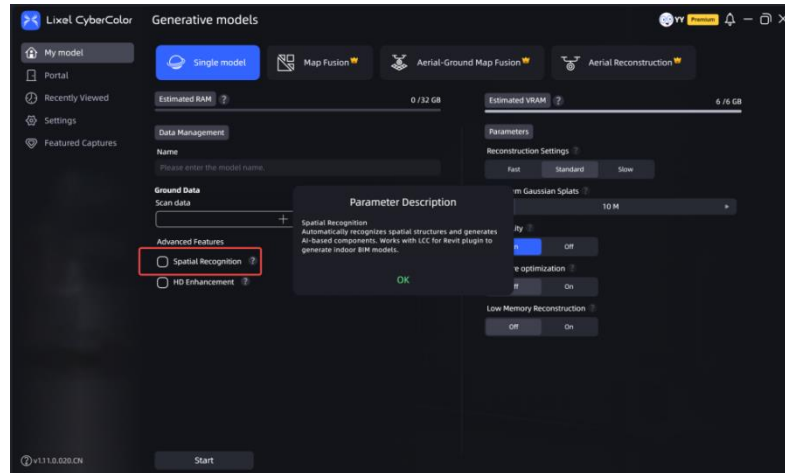 Lixel CyberColor
Generative models
YY Premium
My model
Portal
Recently Viewed
Settings
Featured Captures
Single model
Map Fusion
Aerial-Ground Map Fusion
Aerial Reconstruction
Estimated RAM ?
0 /32 GB
Estimated VRAM ?
6 /6 GB
Data Management
Name
Please enter the model name.
Ground Data
Scan data
+
Advanced Features
Spatial Recognition ?
HD Enhancement ?
Parameters
Reconstruction Settings ?
Fast Standard Slow
Gaussian Splats ?
10 M
Off
optimization ?
On
Low Memory Reconstruction ?
Off On
Parameter Description
Spatial Recognition
Automatically recognizes spatial structures and generates
AI-based components. Works with LCC for Revit plugin to
generate indoor BIM models.
OK
v1.11.0.020.CN
Start